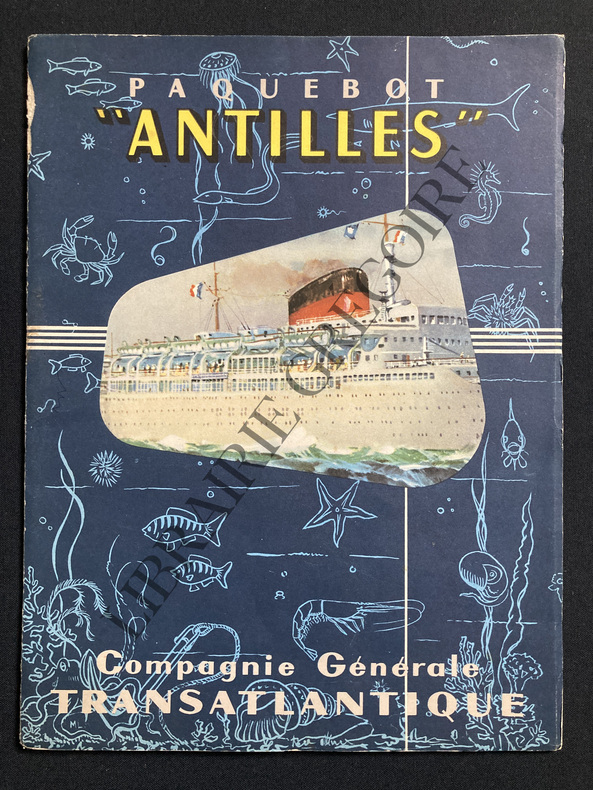 PAQUEBOT
"ANTILLES"
LIBRAIRIE GRÉGOIRE
Compagnie Générale
TRANSATLANTIQUE
M L